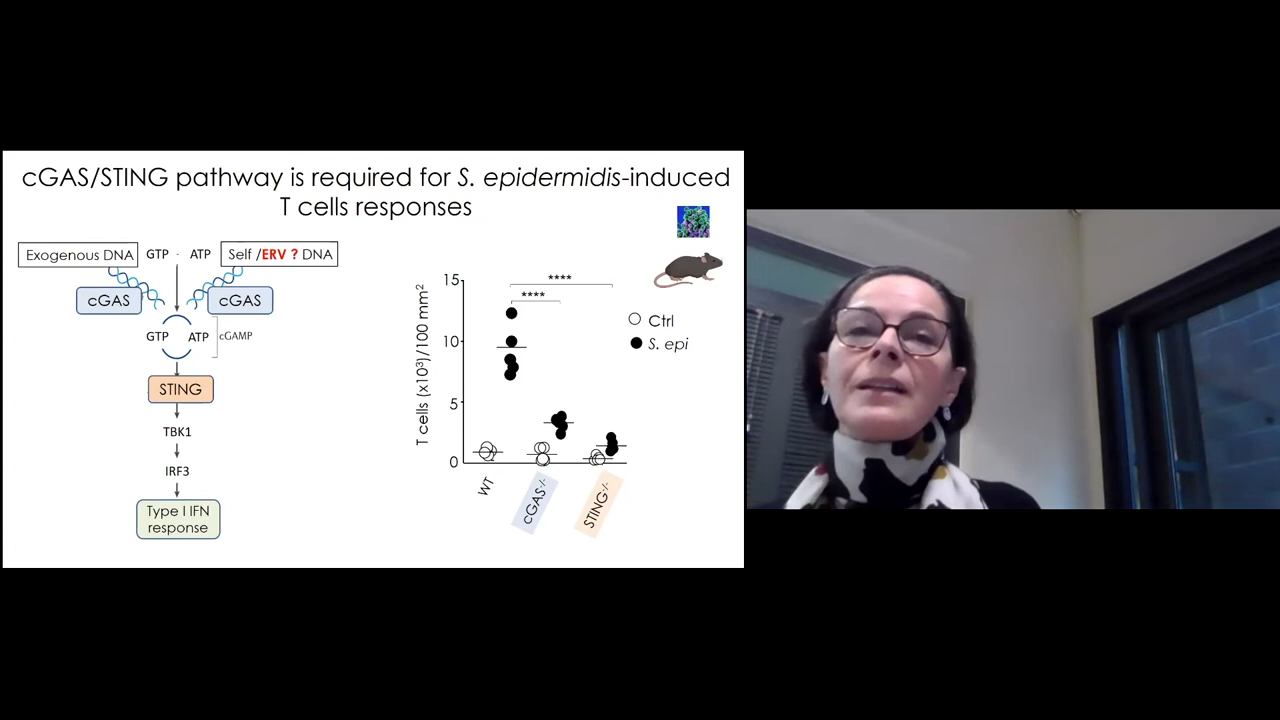 cGAS/STING pathway is required for S. epidermidis-induced
T cells responses
Exogenous DNA
GTP · ATP
Self /ERV ? DNA
cGAS
cGAS
GTP ATP
cGAMP
STING
TBK1
IRF3
Type I IFN
response
T cells (x10³)/100 mm²
15
10
5
0
****
****
Ctrl
S. epi
WT
cGAS-/-
STING-/-